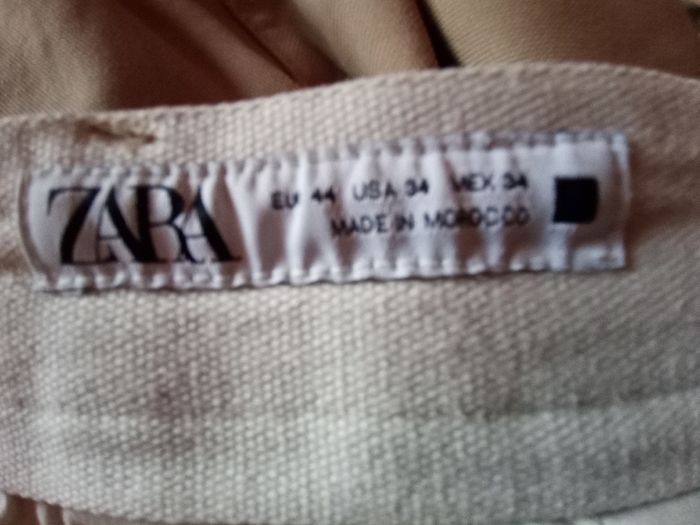 ZARA
EU 44 USA 34 MEX 34
MADE IN MOROCCO